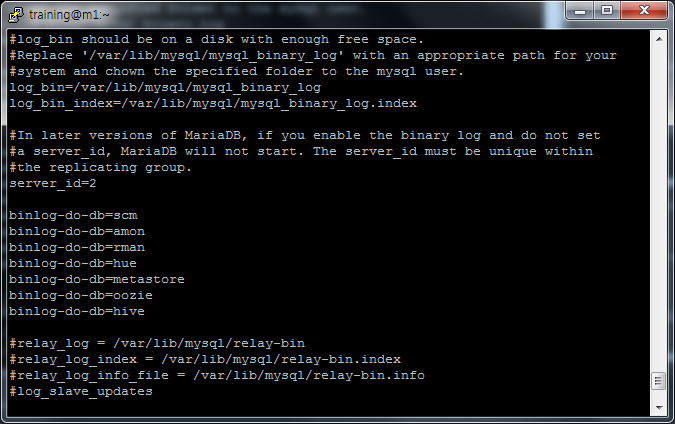 training@m1:~
#log_bin should be on a disk with enough free space.
#Replace '/var/lib/mysql/mysql_binary_log' with an appropriate path for your
#system and chown the specified folder to the mysql user.
log_bin=/var/lib/mysql/mysql_binary_log
log_bin_index=/var/lib/mysql/mysql_binary_log.index

#In later versions of MariaDB, if you enable the binary log and do not set
#a server_id, MariaDB will not start. The server_id must be unique within
#the replicating group.
server_id=2

binlog-do-db=scm
binlog-do-db=amon
binlog-do-db=rman
binlog-do-db=hue
binlog-do-db=metastore
binlog-do-db=oozie
binlog-do-db=hive

#relay_log = /var/lib/mysql/relay-bin
#relay_log_index = /var/lib/mysql/relay-bin.index
#relay_log_info_file = /var/lib/mysql/relay-bin.info
#log_slave_updates